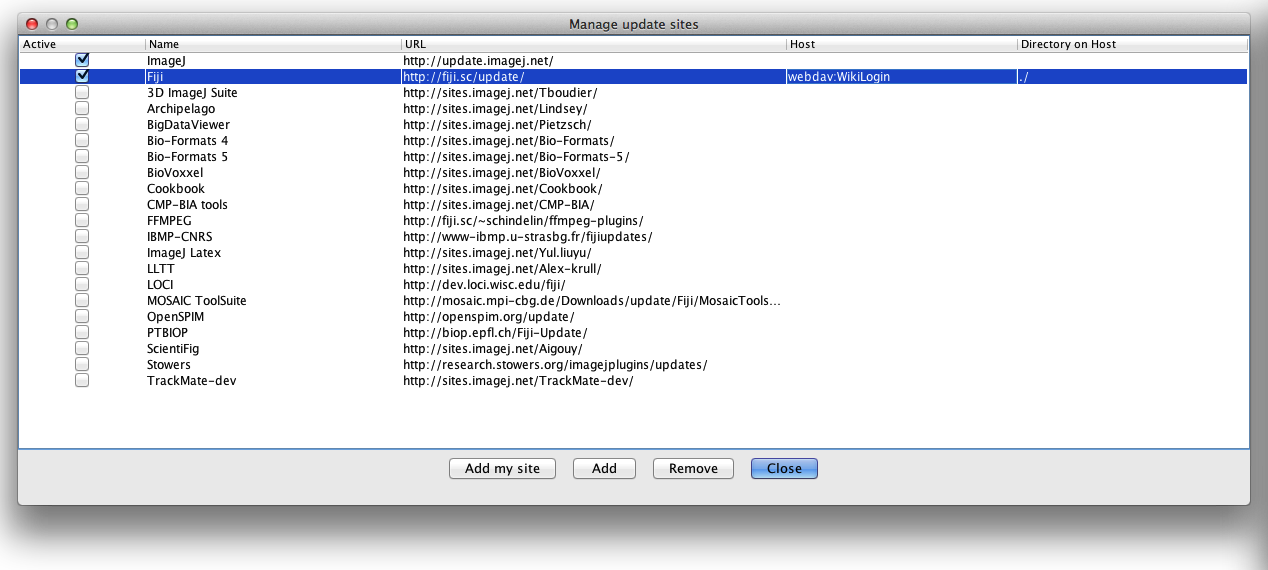 Manage update sites
Active Name URL Host Directory on Host
ImageJ http://update.imagej.net/
Fiji http://fiji.sc/update/ webdav:WikiLogin ./
3D ImageJ Suite http://sites.imagej.net/Tboudier/
Archipelago http://sites.imagej.net/Lindsey/
BigDataViewer http://sites.imagej.net/Pietzsch/
Bio-Formats 4 http://sites.imagej.net/Bio-Formats/
Bio-Formats 5 http://sites.imagej.net/Bio-Formats-5/
BioVoxxel http://sites.imagej.net/BioVoxxel/
Cookbook http://sites.imagej.net/Cookbook/
CMP-BIA tools http://sites.imagej.net/CMP-BIA/
FFMPEG http://fiji.sc/~schindelin/ffmpeg-plugins/
IBMP-CNRS http://www-ibmp.u-strasbg.fr/fijiupdates/
ImageJ Latex http://sites.imagej.net/Yul.liuyu/
LLTT http://sites.imagej.net/Alex-krull/
LOCI http://dev.loci.wisc.edu/fiji/
MOSAIC ToolSuite http://mosaic.mpi-cbg.de/Downloads/update/Fiji/MosaicTools...
OpenSPIM http://openspim.org/update/
PTBIOP http://biop.epfl.ch/Fiji-Update/
ScientiFig http://sites.imagej.net/Aigouy/
Stowers http://research.stowers.org/imagejplugins/updates/
TrackMate-dev http://sites.imagej.net/TrackMate-dev/
Add my site Add Remove Close